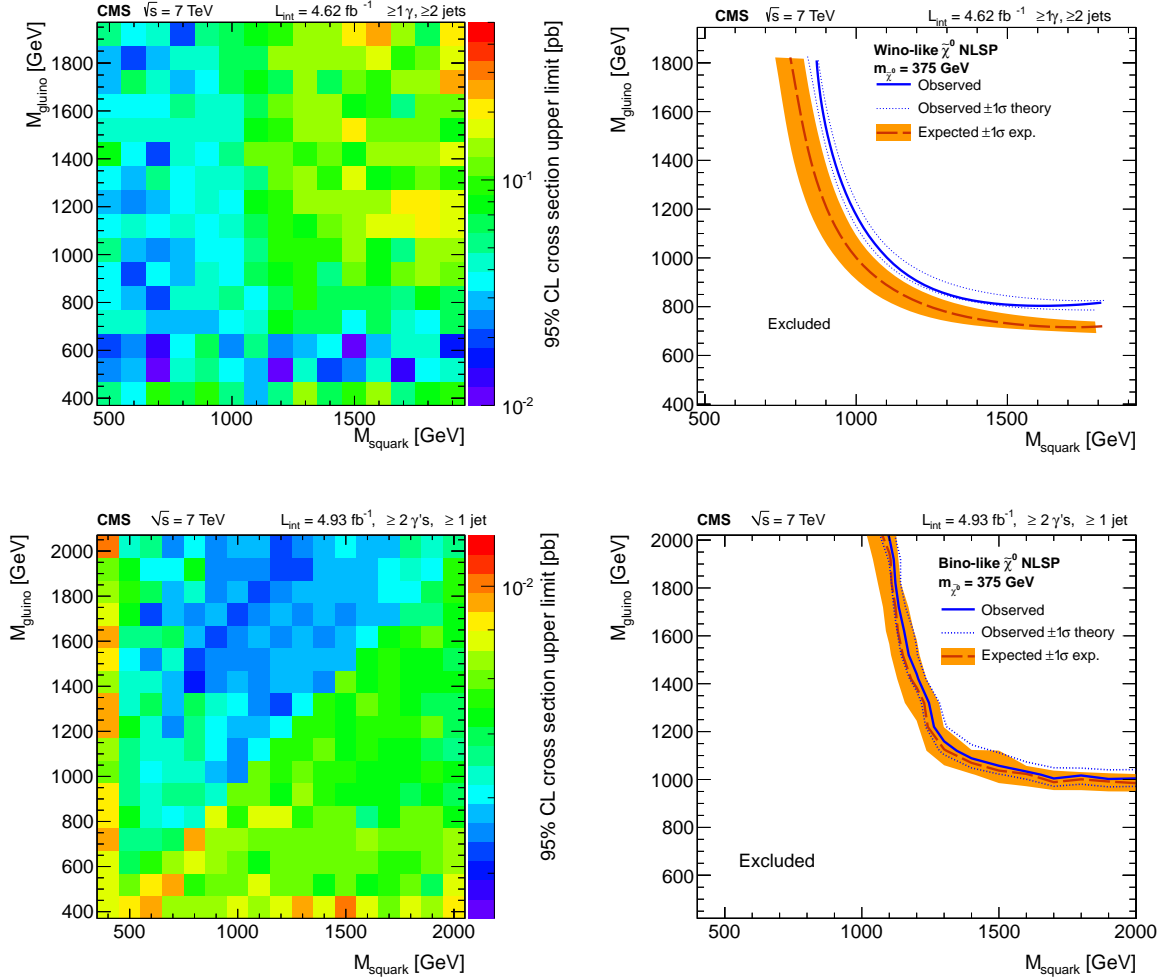 CMS √s = 7 TeV L_int = 4.62 fb⁻¹ ≥1γ, ≥2 jets
M_gluino [GeV]
1800
1600
1400
1200
1000
800
600
400
500 1000 1500
M_squark [GeV]
10⁻¹
10⁻²
95% CL cross section upper limit [pb]
CMS √s = 7 TeV L_int = 4.62 fb⁻¹ ≥1γ, ≥2 jets
M_gluino [GeV]
1800
1600
1400
1200
1000
800
600
400
Wino-like χ̃⁰ NLSP
m_χ̃⁰ = 375 GeV
Observed
Observed ±1σ theory
Expected ±1σ exp.
Excluded
500 1000 1500
M_squark [GeV]
CMS √s = 7 TeV L_int = 4.93 fb⁻¹, ≥ 2 γ's, ≥ 1 jet
M_gluino [GeV]
2000
1800
1600
1400
1200
1000
800
600
400
500 1000 1500 2000
M_squark [GeV]
10⁻²
95% CL cross section upper limit [pb]
CMS √s = 7 TeV L_int = 4.93 fb⁻¹, ≥ 2 γ's, ≥ 1 jet
M_gluino [GeV]
2000
1800
1600
1400
1200
1000
800
600
Bino-like χ̃⁰ NLSP
m_χ̃⁰ = 375 GeV
Observed
Observed ±1σ theory
Expected ±1σ exp.
Excluded
500 1000 1500 2000
M_squark [GeV]